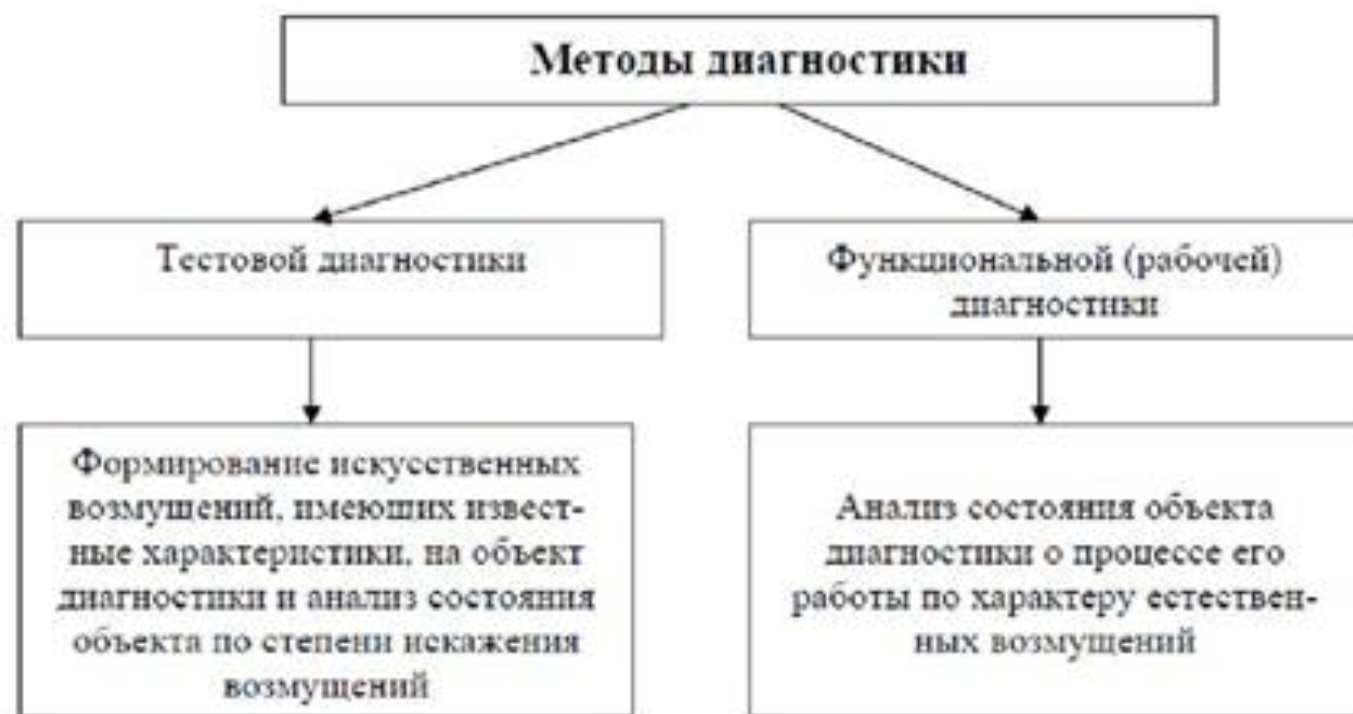 Методы диагностики
Тестовой диагностики
Функциональной (рабочей)
диагностики
Формирование искусственных
возмущений, имеющих извест-
ные характеристики, на объект
диагностики и анализ состояния
объекта по степени искажения
возмущений
Анализ состояния объекта
диагностики о процессе его
работы по характеру естествен-
ных возмущений